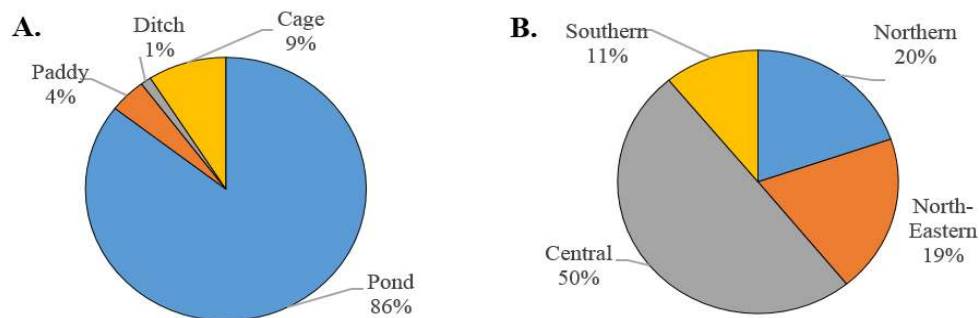 A.
Ditch
1%
Cage
9%
Paddy
4%
Pond
86%
B.
Southern
11%
Northern
20%
North-
Eastern
19%
Central
50%